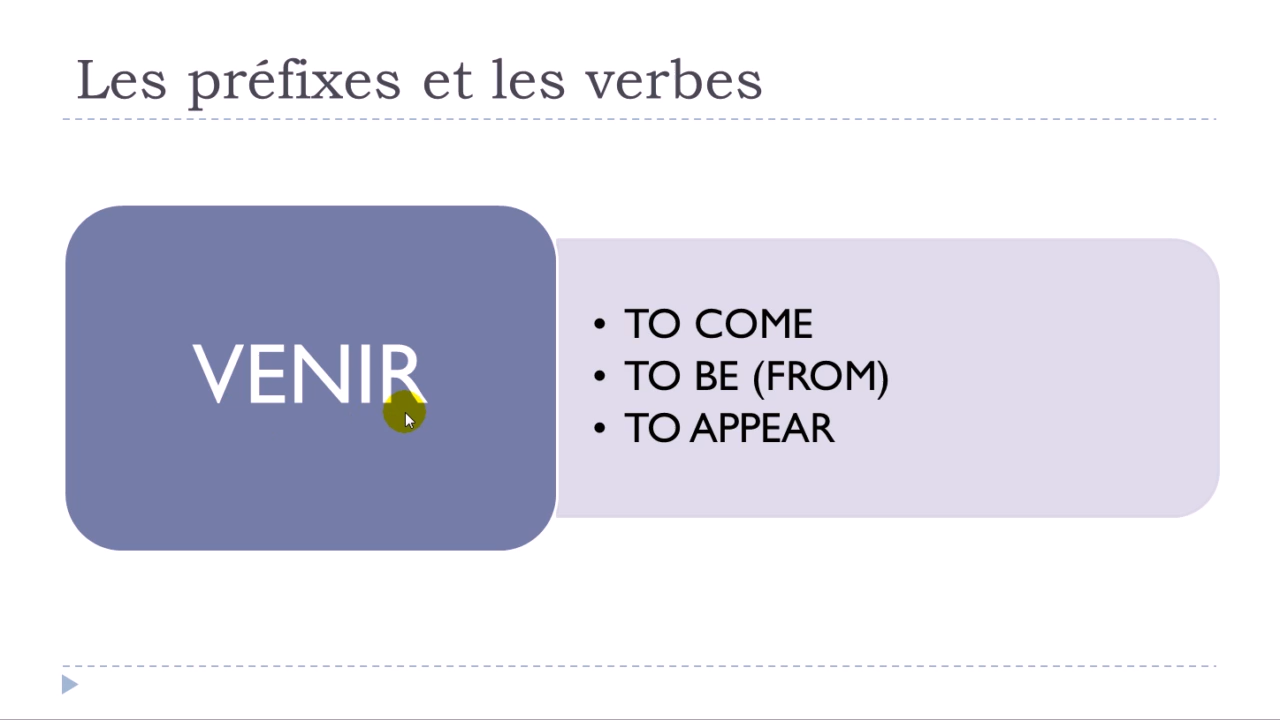 Les préfixes et les verbes
VENIR
• TO COME
• TO BE (FROM)
• TO APPEAR